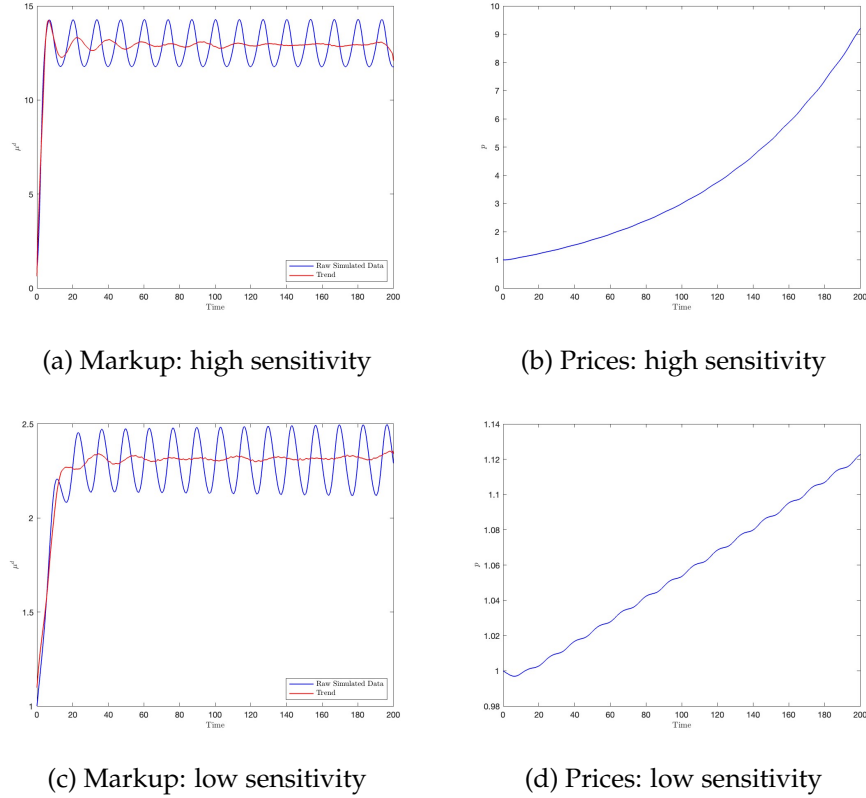 15
10
5
0
μᵈ
0 20 40 60 80 100 120 140 160 180 200
Time
Raw Simulated Data
Trend
(a) Markup: high sensitivity
10
9
8
7
6
5
4
3
2
1
0
p
0 20 40 60 80 100 120 140 160 180 200
Time
(b) Prices: high sensitivity
2.5
2
1.5
1
μᵈ
0 20 40 60 80 100 120 140 160 180 200
Time
Raw Simulated Data
Trend
(c) Markup: low sensitivity
1.14
1.12
1.1
1.08
1.06
1.04
1.02
1
0.98
p
0 20 40 60 80 100 120 140 160 180 200
Time
(d) Prices: low sensitivity